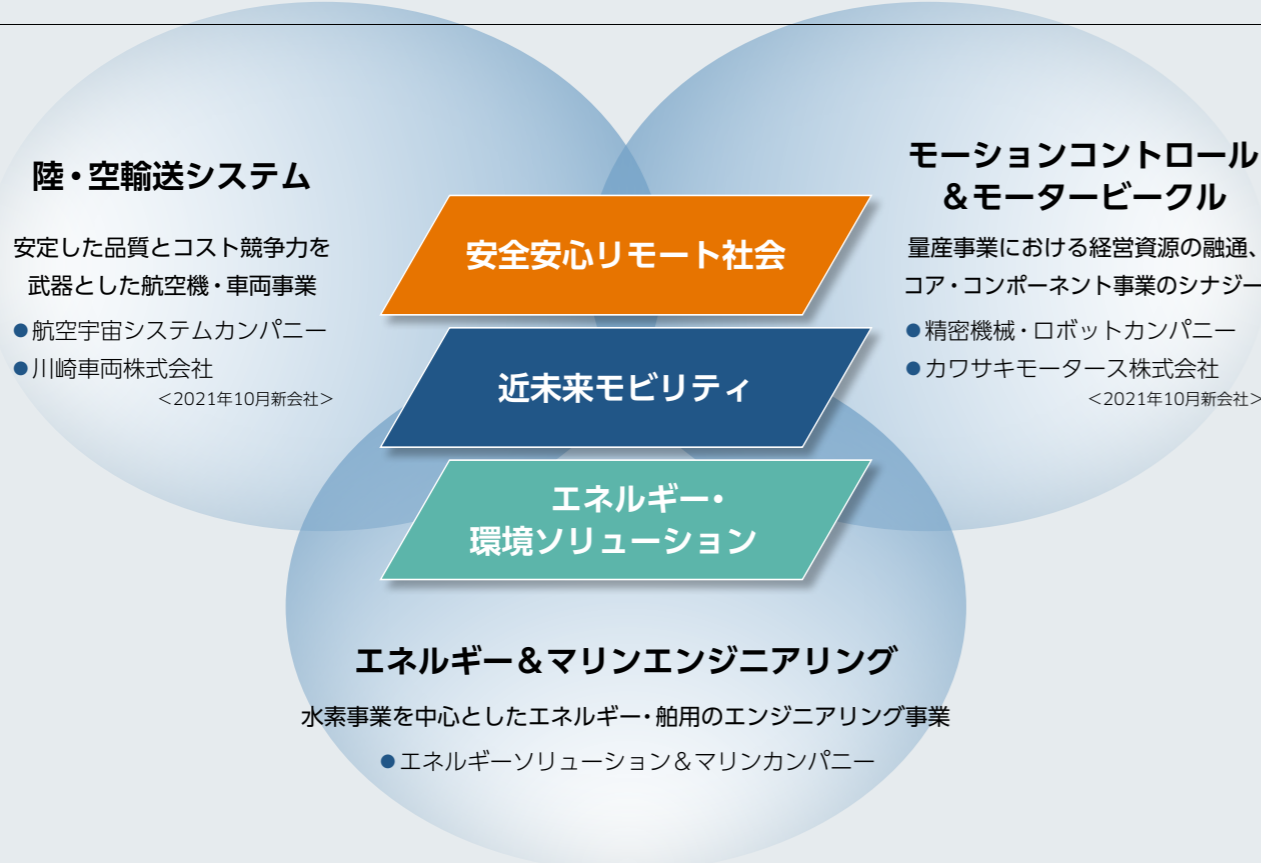 陸・空輸送システム
安定した品質とコスト競争力を
武器とした航空機・車両事業
●航空宇宙システムカンパニー
●川崎車両株式会社
＜2021年10月新会社＞
モーションコントロール
＆モータービークル
量産事業における経営資源の融通、
コア・コンポーネント事業のシナジー
●精密機械・ロボットカンパニー
●カワサキモータース株式会社
＜2021年10月新会社＞
安全安心リモート社会
近未来モビリティ
エネルギー・
環境ソリューション
エネルギー＆マリンエンジニアリング
水素事業を中心としたエネルギー・舶用のエンジニアリング事業
●エネルギーソリューション＆マリンカンパニー